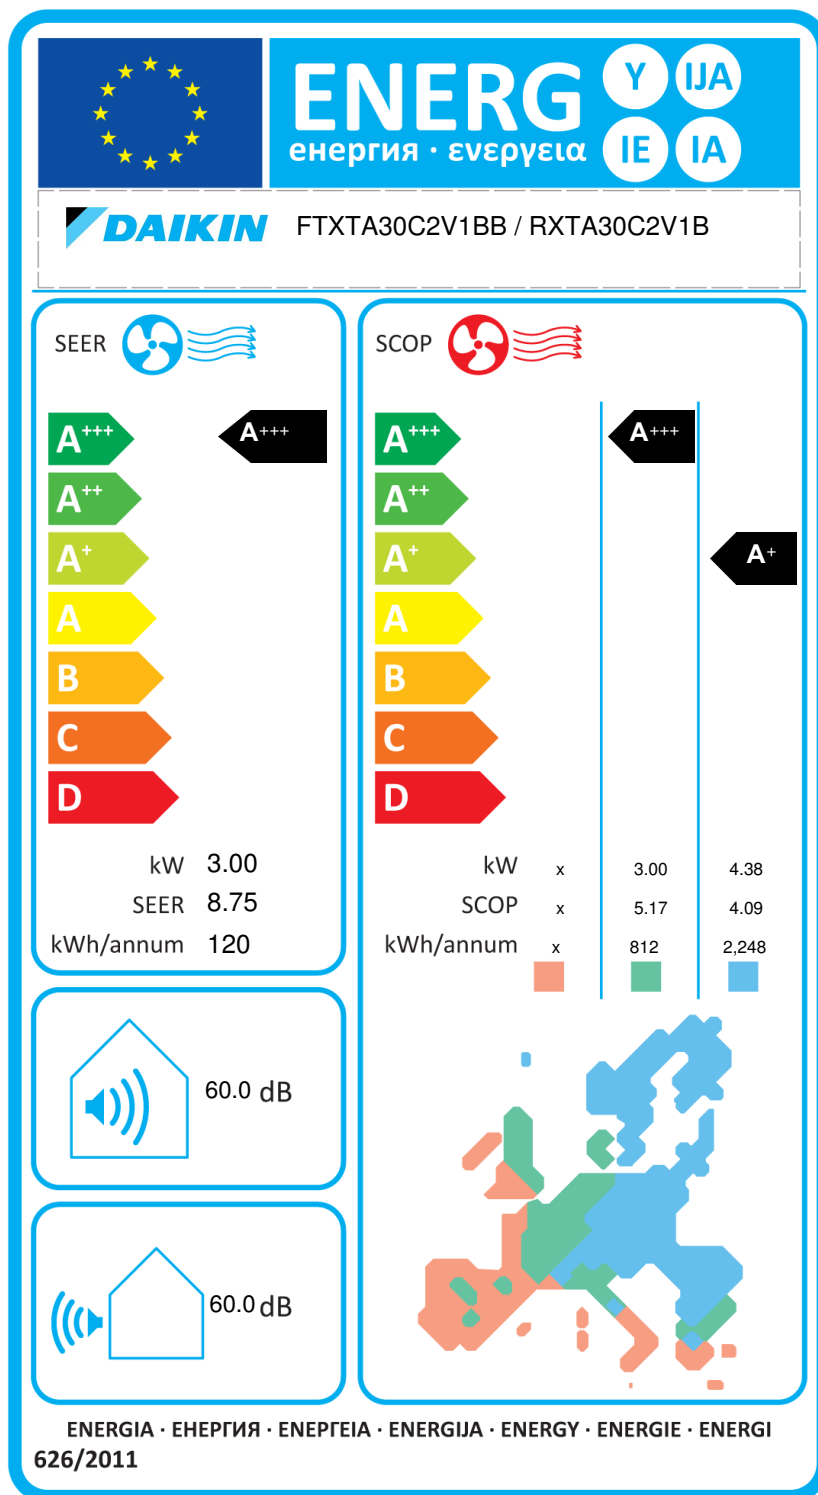 ENERG
Y IJA
IE IA
енергия · ενεργεια
DAIKIN FTXTA30C2V1BB / RXTA30C2V1B
SEER
A+++ A+++
A++
A+
A
B
C
D
kW 3.00
SEER 8.75
kWh/annum 120
SCOP
A+++ A+++
A++
A+ A+
A
B
C
D
kW x 3.00 4.38
SCOP x 5.17 4.09
kWh/annum x 812 2,248
60.0 dB
60.0 dB
ENERGIA · ЕНЕРГИЯ · ΕΝΕΡΓΕΙΑ · ENERGIJA · ENERGY · ENERGIE · ENERGI
626/2011